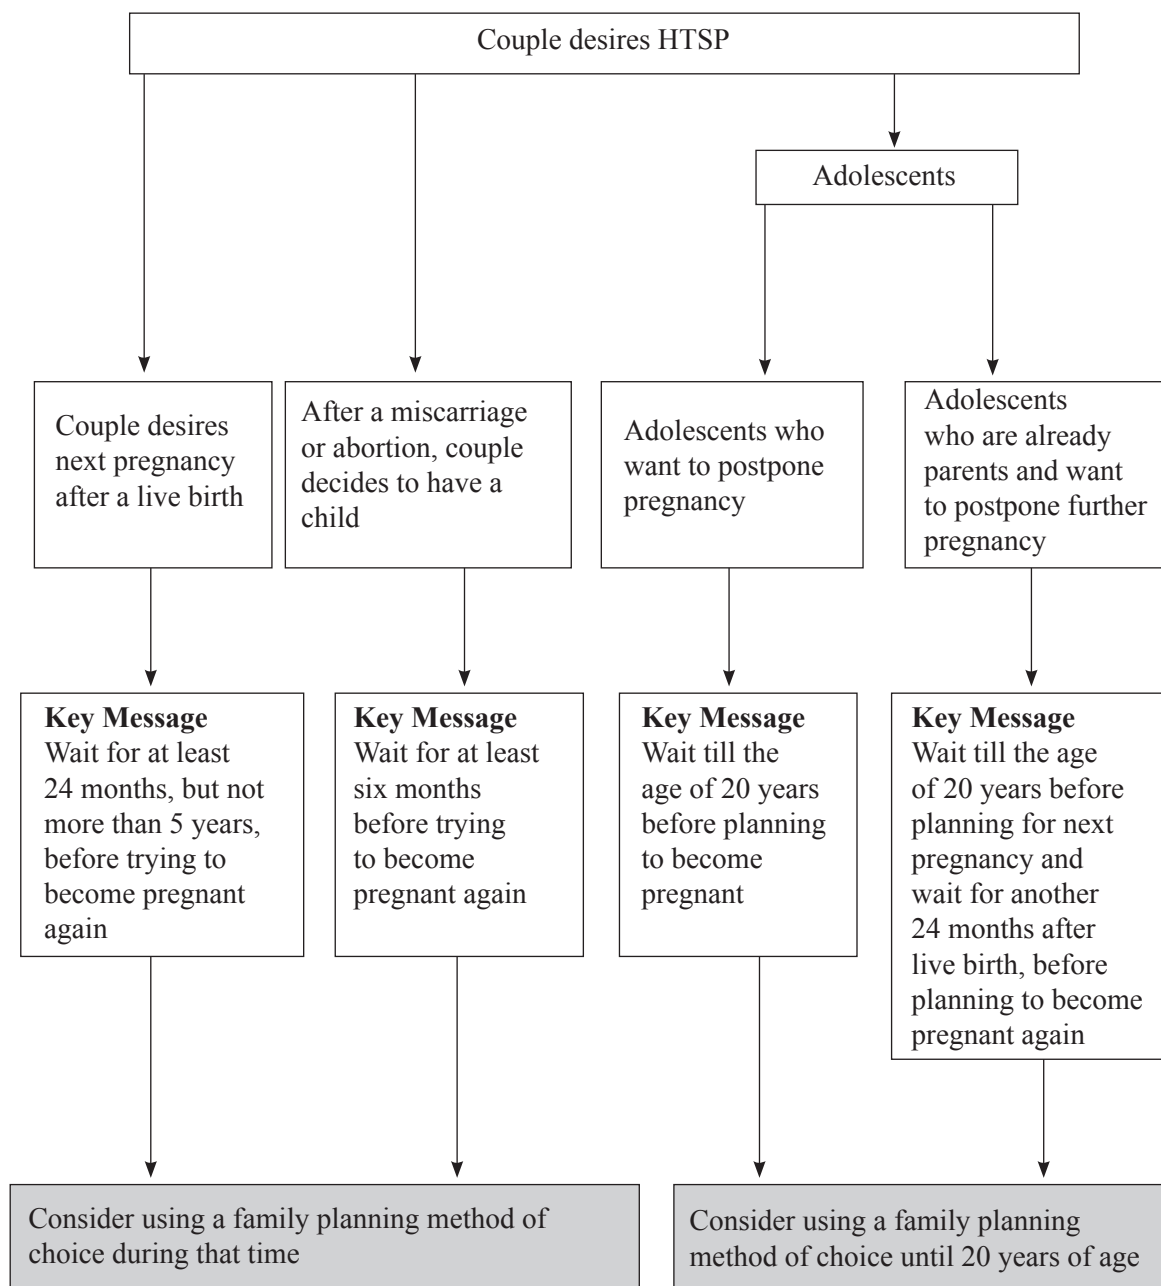 Couple desires HTSP
Adolescents
Couple desires
next pregnancy
after a live birth
After a miscarriage
or abortion, couple
decides to have a
child
Adolescents who
want to postpone
pregnancy
Adolescents
who are already
parents and want
to postpone further
pregnancy
Key Message
Wait for at least
24 months, but not
more than 5 years,
before trying to
become pregnant
again
Key Message
Wait for at least
six months
before trying
to become
pregnant again
Key Message
Wait till the
age of 20 years
before planning
to become
pregnant
Key Message
Wait till the age
of 20 years before
planning for next
pregnancy and
wait for another
24 months after
live birth, before
planning to become
pregnant again
Consider using a family planning method of
choice during that time
Consider using a family planning
method of choice until 20 years of age